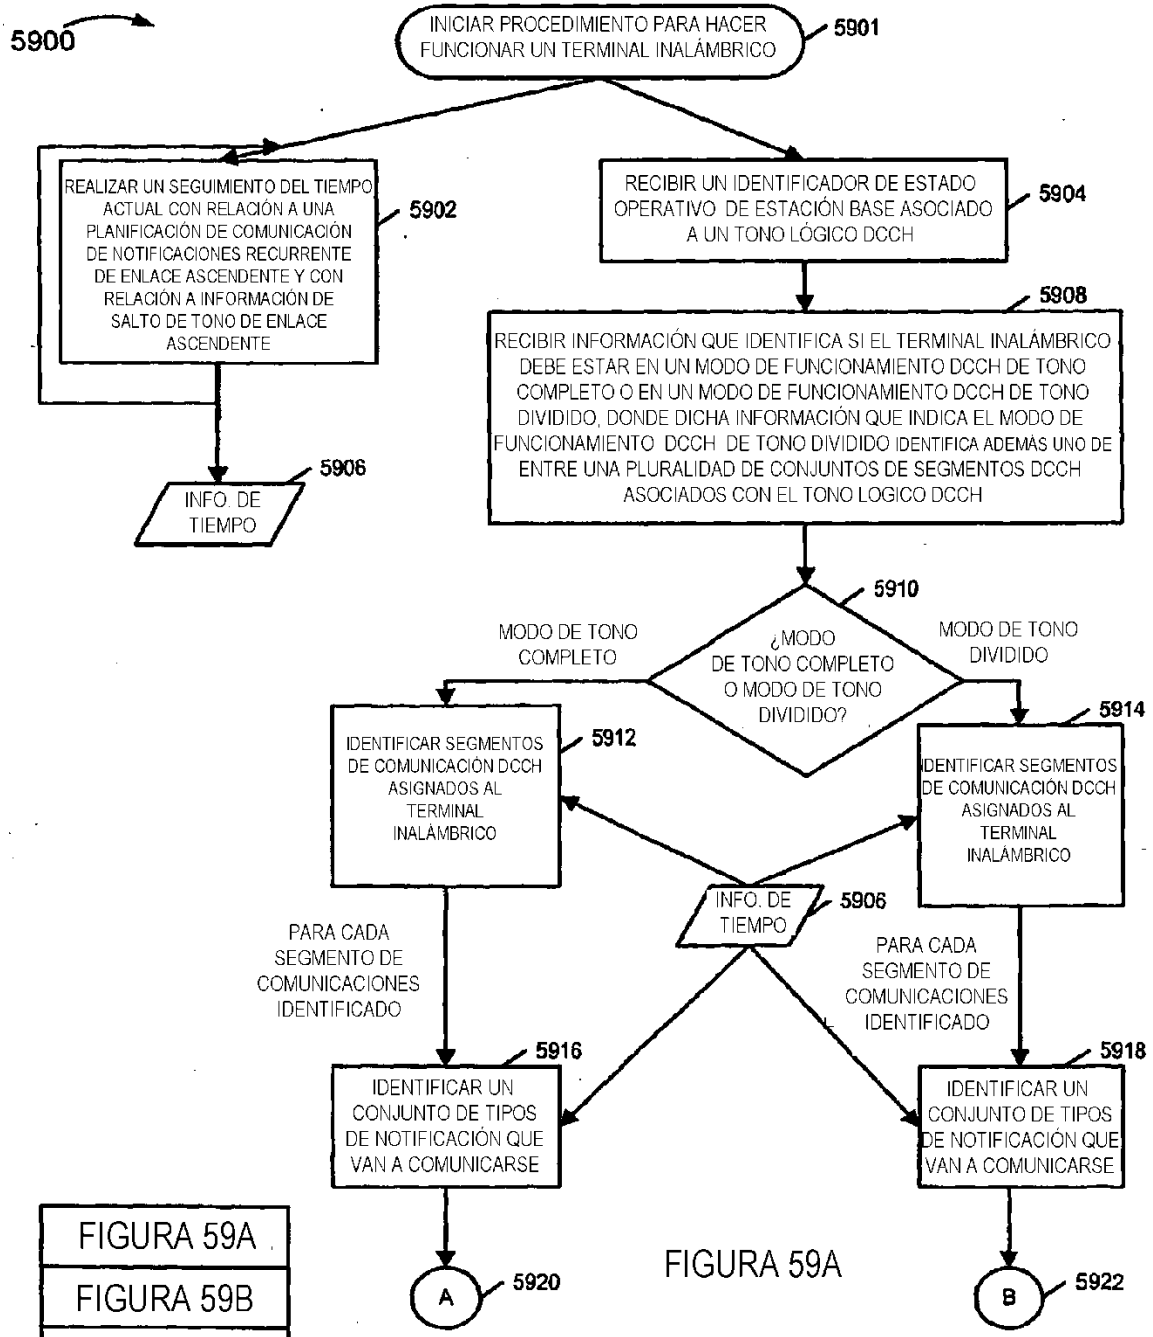 5900
INICIAR PROCEDIMIENTO PARA HACER
FUNCIONAR UN TERMINAL INALÁMBRICO
5901
REALIZAR UN SEGUIMIENTO DEL TIEMPO
ACTUAL CON RELACIÓN A UNA
PLANIFICACIÓN DE COMUNICACIÓN
DE NOTIFICACIONES RECURRENTE
DE ENLACE ASCENDENTE Y CON
RELACIÓN A INFORMACIÓN DE
SALTO DE TONO DE ENLACE
ASCENDENTE
5902
RECIBIR UN IDENTIFICADOR DE ESTADO
OPERATIVO DE ESTACIÓN BASE ASOCIADO
A UN TONO LÓGICO DCCH
5904
5906
INFO. DE
TIEMPO
5908
RECIBIR INFORMACIÓN QUE IDENTIFICA SI EL TERMINAL INALÁMBRICO
DEBE ESTAR EN UN MODO DE FUNCIONAMIENTO DCCH DE TONO
COMPLETO O EN UN MODO DE FUNCIONAMIENTO DCCH DE TONO
DIVIDIDO, DONDE DICHA INFORMACIÓN QUE INDICA EL MODO DE
FUNCIONAMIENTO DCCH DE TONO DIVIDIDO IDENTIFICA ADEMÁS UNO DE
ENTRE UNA PLURALIDAD DE CONJUNTOS DE SEGMENTOS DCCH
ASOCIADOS CON EL TONO LOGICO DCCH
5910
¿MODO
DE TONO COMPLETO
O MODO DE TONO
DIVIDIDO?
MODO DE TONO
COMPLETO
MODO DE TONO
DIVIDIDO
5912
IDENTIFICAR SEGMENTOS
DE COMUNICACIÓN DCCH
ASIGNADOS AL
TERMINAL
INALÁMBRICO
5914
IDENTIFICAR SEGMENTOS
DE COMUNICACIÓN DCCH
ASIGNADOS AL
TERMINAL
INALÁMBRICO
INFO. DE
TIEMPO
5906
PARA CADA
SEGMENTO DE
COMUNICACIONES
IDENTIFICADO
PARA CADA
SEGMENTO DE
COMUNICACIONES
IDENTIFICADO
5916
IDENTIFICAR UN
CONJUNTO DE TIPOS
DE NOTIFICACIÓN QUE
VAN A COMUNICARSE
5918
IDENTIFICAR UN
CONJUNTO DE TIPOS
DE NOTIFICACIÓN QUE
VAN A COMUNICARSE
FIGURA 59A
FIGURA 59B
A
5920
FIGURA 59A
B
5922